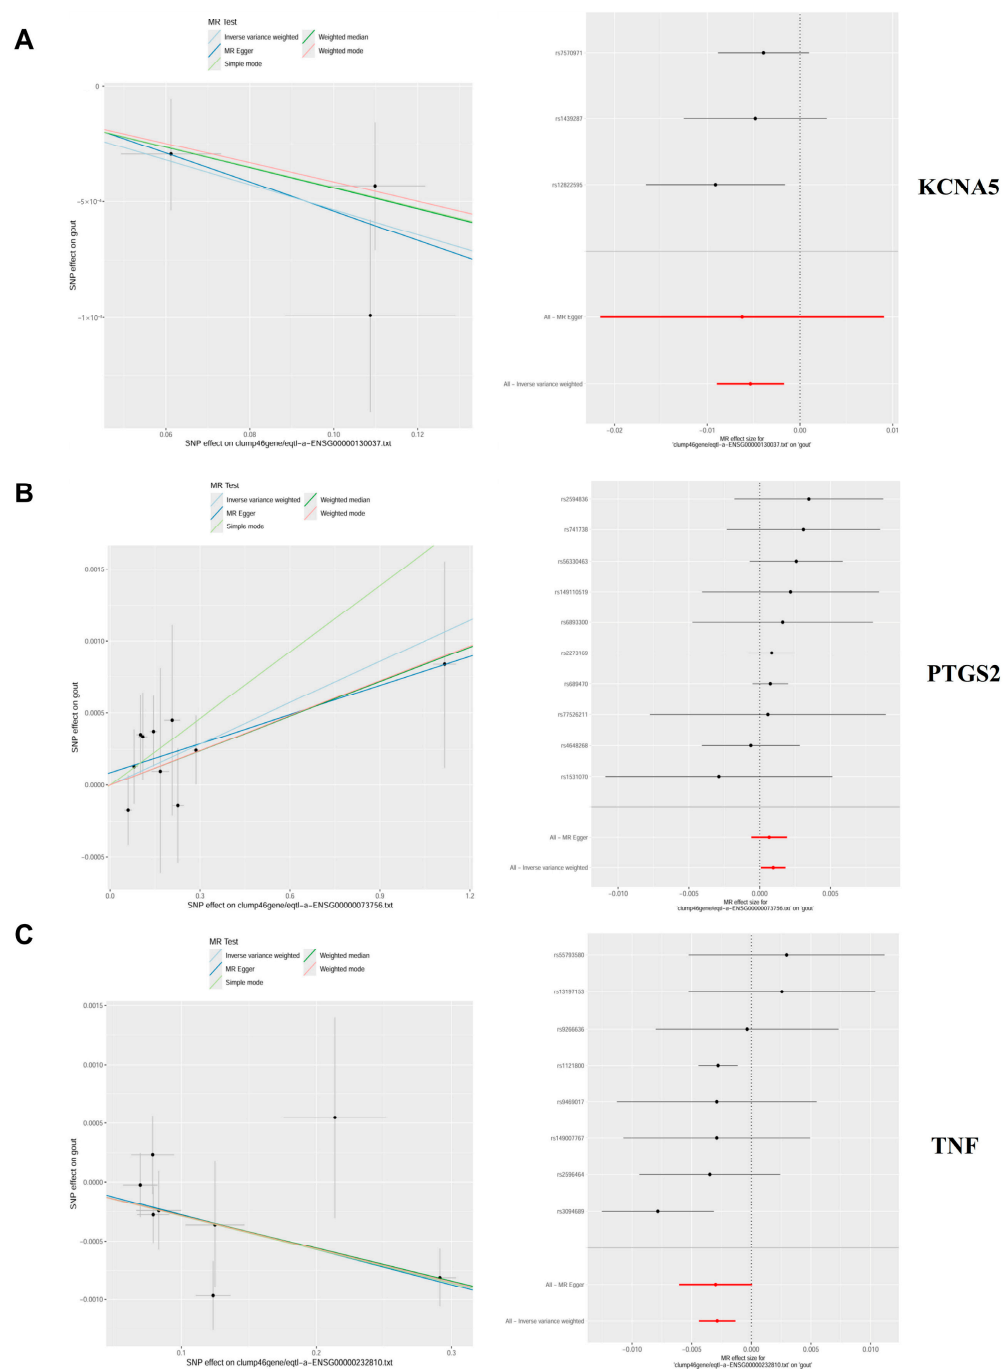 A
MR Test
Inverse variance weighted
Weighted median
MR Egger
Weighted mode
Simple mode
0
−5×10⁻⁴
SNP effect on gout
0.06
0.08
0.10
0.12
SNP effect on clump46gene/eqtl-a-ENSG00000130037.txt
rs7570971
rs1439287
rs12822595
All − MR Egger
All − Inverse variance weighted
−0.02
−0.01
0.00
0.01
MR effect size for
'clump46gene/eqtl-a-ENSG00000130037.txt' on 'gout'
KCNA5
B
MR Test
Inverse variance weighted
Weighted median
MR Egger
Weighted mode
Simple mode
0.0015
0.0010
0.0005
0.0000
−0.0005
SNP effect on gout
0.0
0.3
0.6
0.9
1.2
SNP effect on clump46gene/eqtl-a-ENSG00000073756.txt
rs2594636
rs741738
rs56330463
rs149110519
rs6893300
rs2273160
rs689470
rs77526211
rs4648268
rs1531070
All − MR Egger
All − Inverse variance weighted
−0.010
−0.005
0.000
0.005
MR effect size for
'clump46gene/eqtl-a-ENSG00000073756.txt' on 'gout'
PTGS2
C
MR Test
Inverse variance weighted
Weighted median
MR Egger
Weighted mode
Simple mode
0.0015
0.0010
0.0005
0.0000
−0.0005
−0.0010
SNP effect on gout
0.1
0.2
0.3
SNP effect on clump46gene/eqtl-a-ENSG00000232810.txt
rs55793580
rs9266636
rs1121800
rs9469017
rs149007767
rs2596464
rs3094689
All − MR Egger
All − Inverse variance weighted
−0.010
−0.005
0.000
0.005
0.010
MR effect size for
'clump46gene/eqtl-a-ENSG00000232810.txt' on 'gout'
TNF